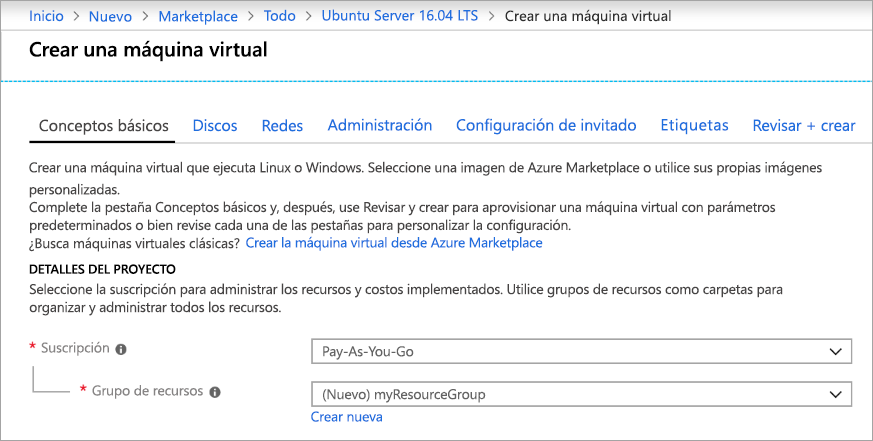 Inicio > Nuevo > Marketplace > Todo > Ubuntu Server 16.04 LTS > Crear una máquina virtual
Crear una máquina virtual
Conceptos básicos Discos Redes Administración Configuración de invitado Etiquetas Revisar + crear
Crear una máquina virtual que ejecuta Linux o Windows. Seleccione una imagen de Azure Marketplace o utilice sus propias imágenes
personalizadas.
Complete la pestaña Conceptos básicos y, después, use Revisar y crear para aprovisionar una máquina virtual con parámetros
predeterminados o bien revise cada una de las pestañas para personalizar la configuración.
¿Busca máquinas virtuales clásicas? Crear la máquina virtual desde Azure Marketplace
DETALLES DEL PROYECTO
Seleccione la suscripción para administrar los recursos y costos implementados. Utilice grupos de recursos como carpetas para
organizar y administrar todos los recursos.
* Suscripción Pay-As-You-Go
* Grupo de recursos (Nuevo) myResourceGroup
Crear nueva